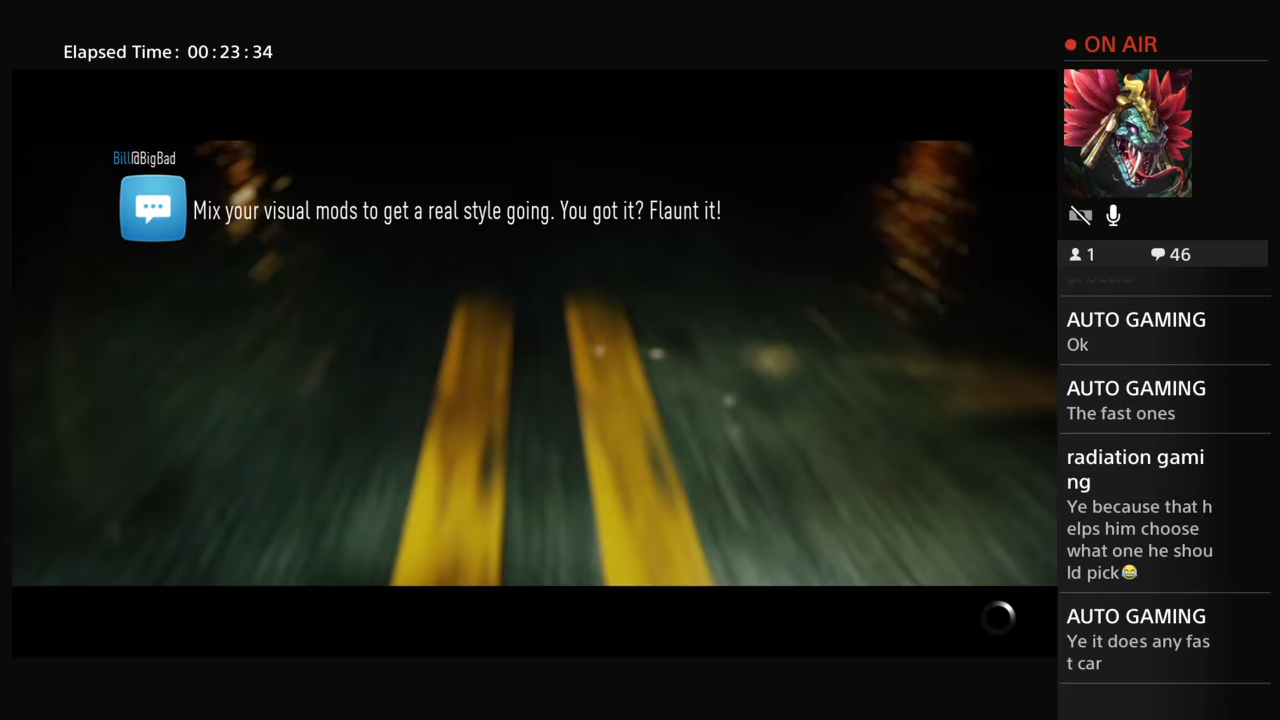 Elapsed Time: 00:23:34
ON AIR
Bill@BigBad
Mix your visual mods to get a real style going. You got it? Flaunt it!
1
46
AUTO GAMING
Ok
AUTO GAMING
The fast ones
radiation gami
ng
Ye because that h
elps him choose
what one he shou
ld pick😂
AUTO GAMING
Ye it does any fas
t car